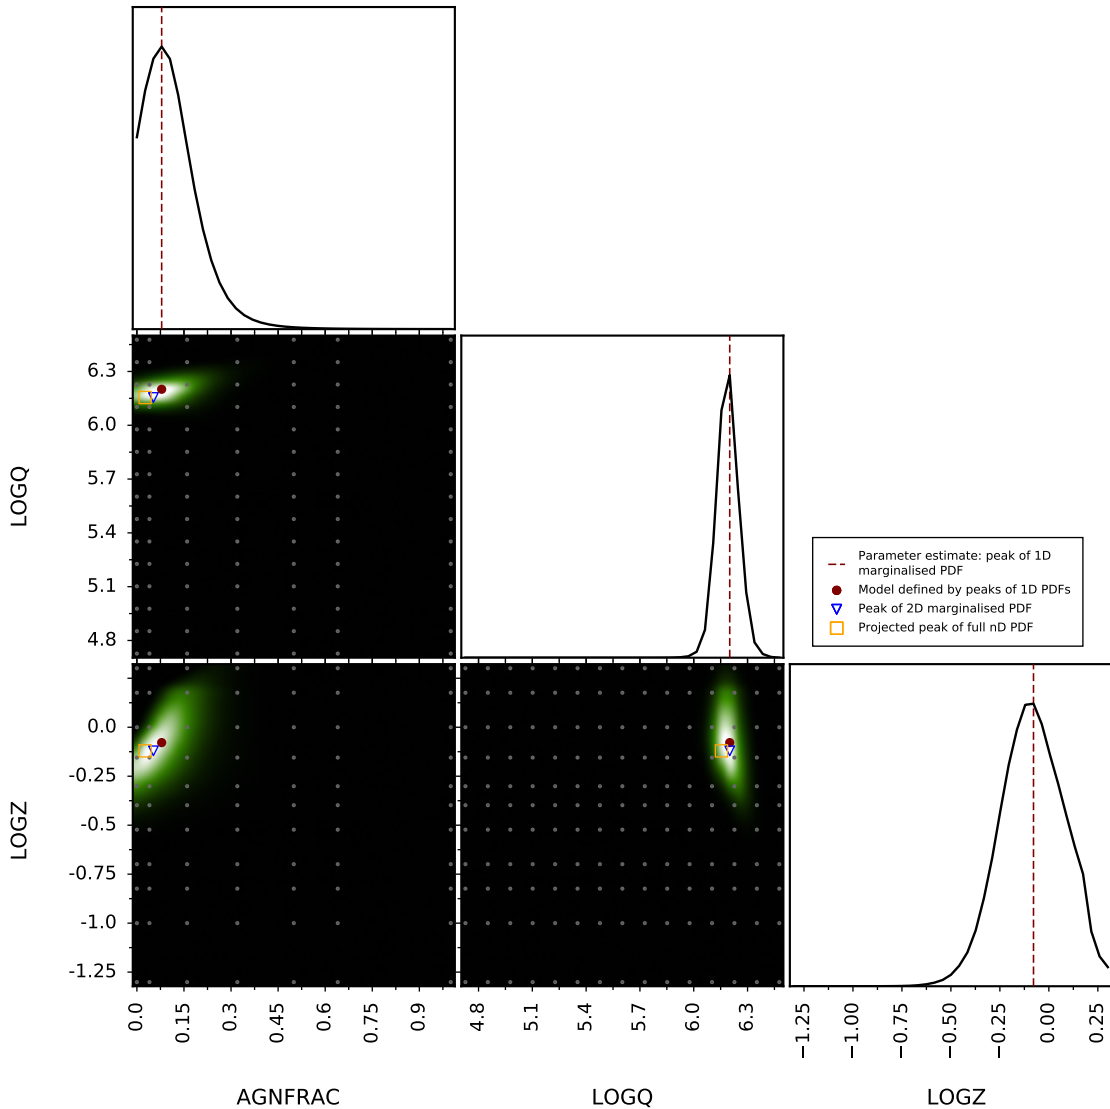 6.3
6.0
5.7
5.4
5.1
4.8
LOGQ
Parameter estimate: peak of 1D
marginalised PDF
Model defined by peaks of 1D PDFs
Peak of 2D marginalised PDF
Projected peak of full nD PDF
0.0
-0.25
-0.5
-0.75
-1.0
-1.25
LOGZ
0.0 0.15 0.3 0.45 0.6 0.75 0.9
4.8 5.1 5.4 5.7 6.0 6.3
−1.25 −1.00 −0.75 −0.50 −0.25 0.00 0.25
AGNFRAC LOGQ LOGZ